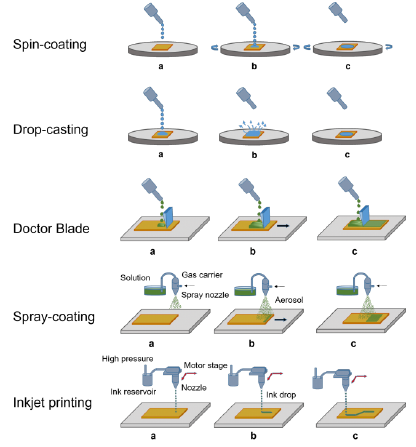 Spin-coating
a b c
Drop-casting
a b c
Doctor Blade
a b c
Solution
Gas carrier
Spray nozzle
Aerosol
Spray-coating
a b c
High pressure
Motor stage
Ink reservoir
Nozzle
Ink drop
Inkjet printing
a b c